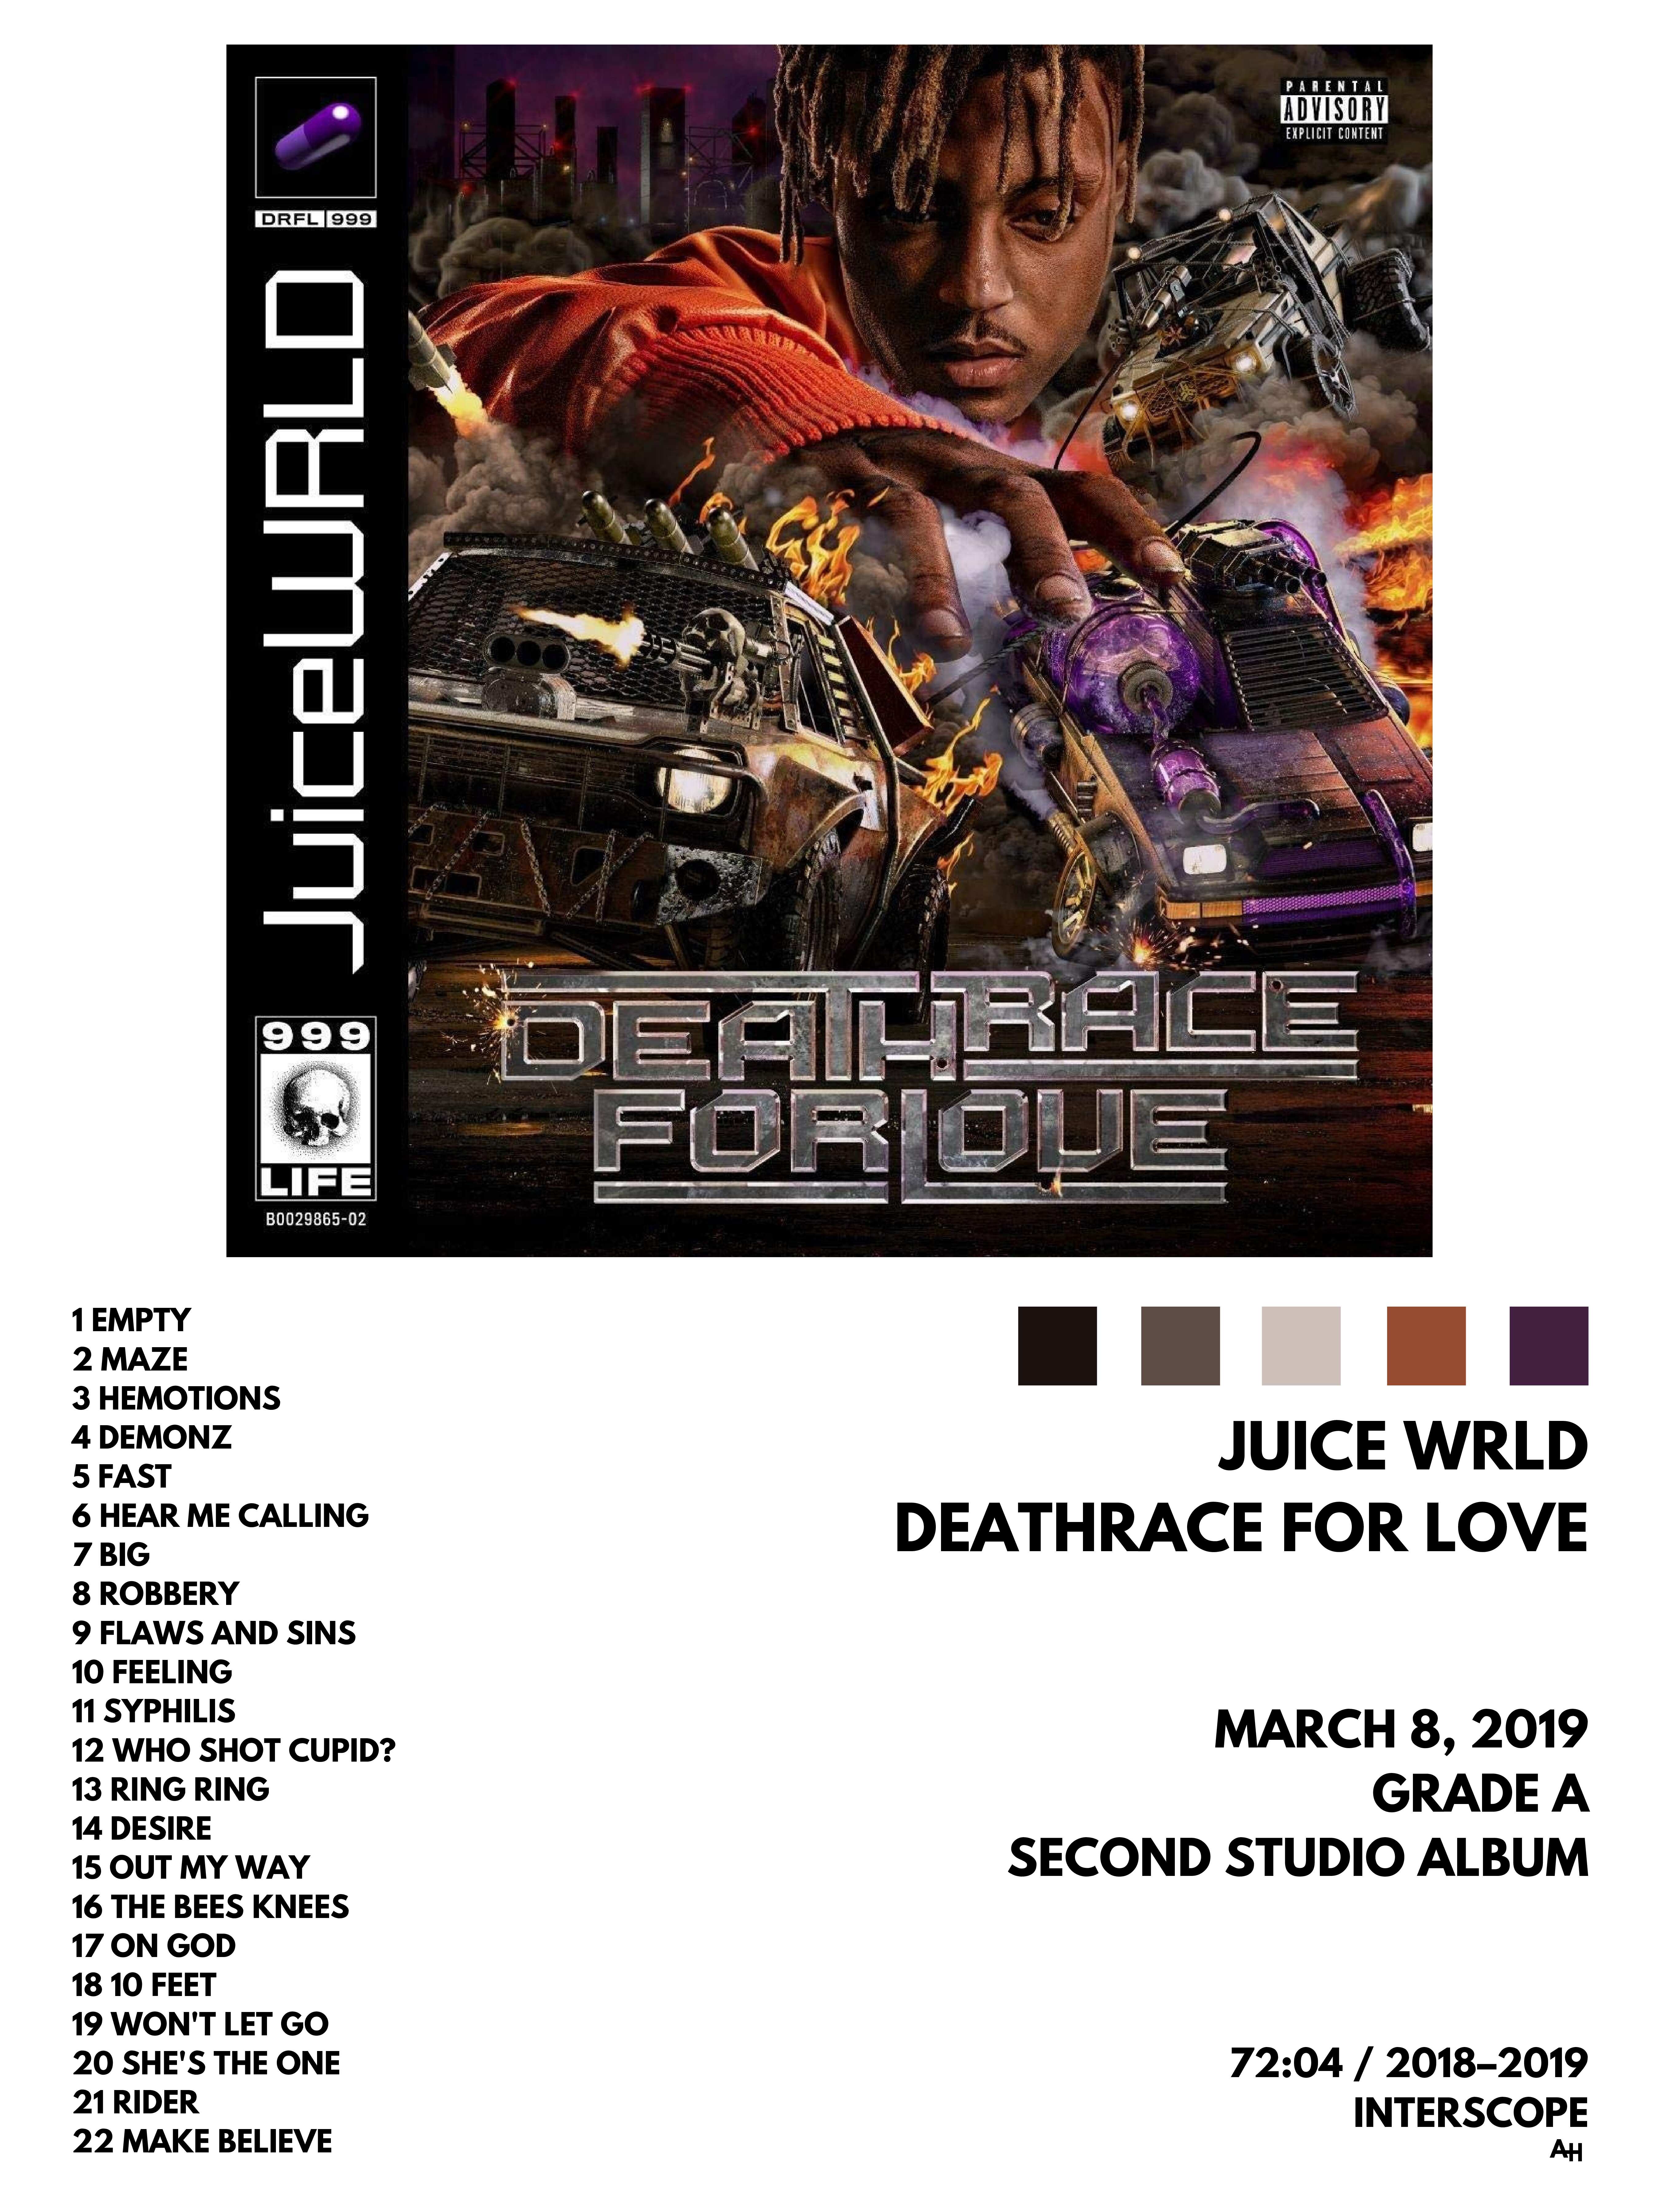 PARENTAL
ADVISORY
EXPLICIT CONTENT
DRFL 999
JuiceWRLD
999
LIFE
B0029865-02
DEATHRACE
FORLOVE
1 EMPTY
2 MAZE
3 HEMOTIONS
4 DEMONZ
5 FAST
6 HEAR ME CALLING
7 BIG
8 ROBBERY
9 FLAWS AND SINS
10 FEELING
11 SYPHILIS
12 WHO SHOT CUPID?
13 RING RING
14 DESIRE
15 OUT MY WAY
16 THE BEES KNEES
17 ON GOD
18 10 FEET
19 WON'T LET GO
20 SHE'S THE ONE
21 RIDER
22 MAKE BELIEVE
JUICE WRLD
DEATHRACE FOR LOVE
MARCH 8, 2019
GRADE A
SECOND STUDIO ALBUM
72:04 / 2018–2019
INTERSCOPE
AH